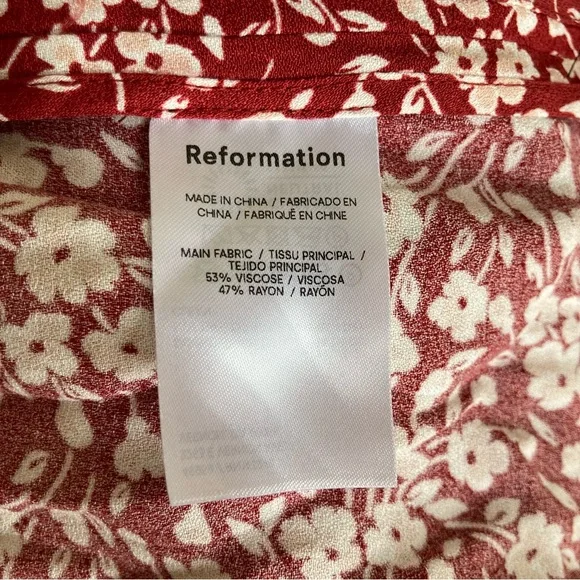 Reformation
MADE IN CHINA / FABRICADO EN
CHINA / FABRIQUÉ EN CHINE
MAIN FABRIC / TISSU PRINCIPAL /
TEJIDO PRINCIPAL
53% VISCOSE / VISCOSA
47% RAYON / RAYÓN